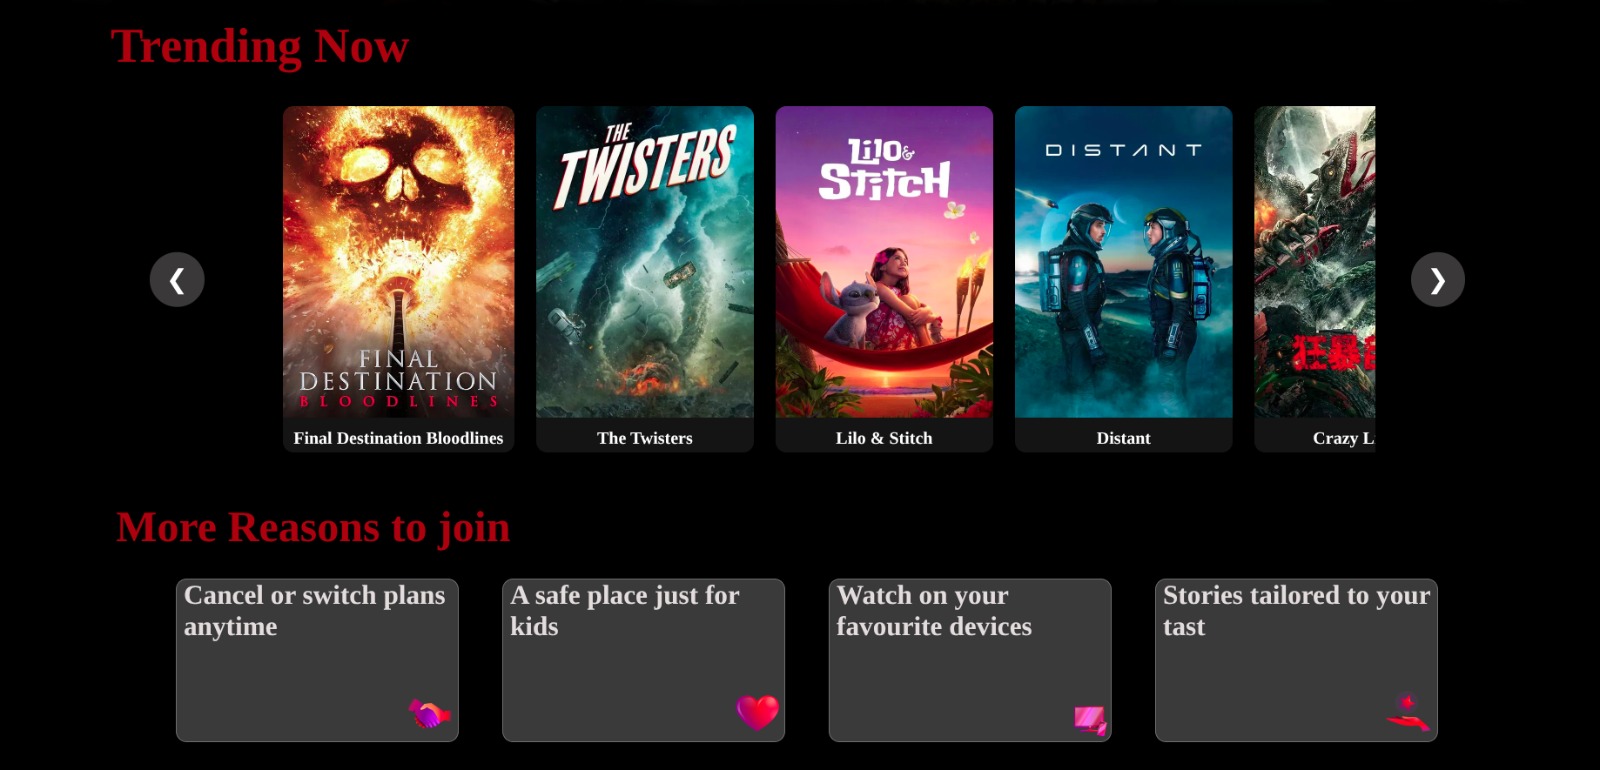 Trending Now
❮
FINAL
DESTINATION
BLOODLINES
Final Destination Bloodlines
THE
TWISTERS
The Twisters
Lilo &
Stitch
Lilo & Stitch
DISTANT
Distant
狂暴
Crazy L
❯
More Reasons to join
Cancel or switch plans
anytime
A safe place just for
kids
Watch on your
favourite devices
Stories tailored to your
tast